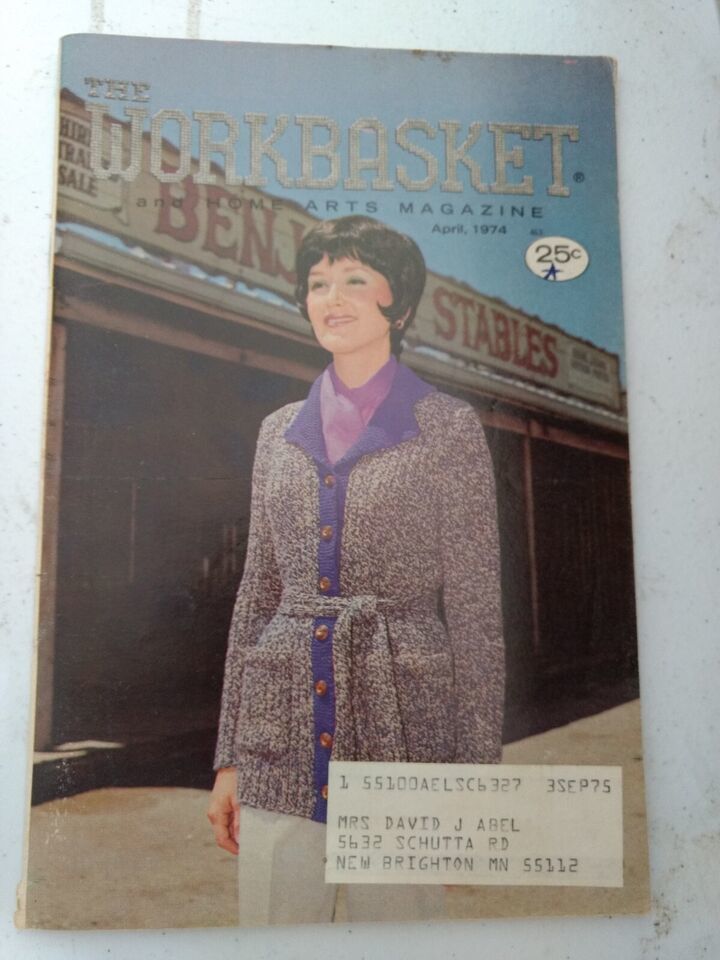 THE
WORKBASKET®
and HOME ARTS MAGAZINE
April, 1974
25c
SALE
BENJ
STABLES
1 55100AELSC6327 3SEP75
MRS DAVID J ABEL
5632 SCHUTTA RD
NEW BRIGHTON MN 55112